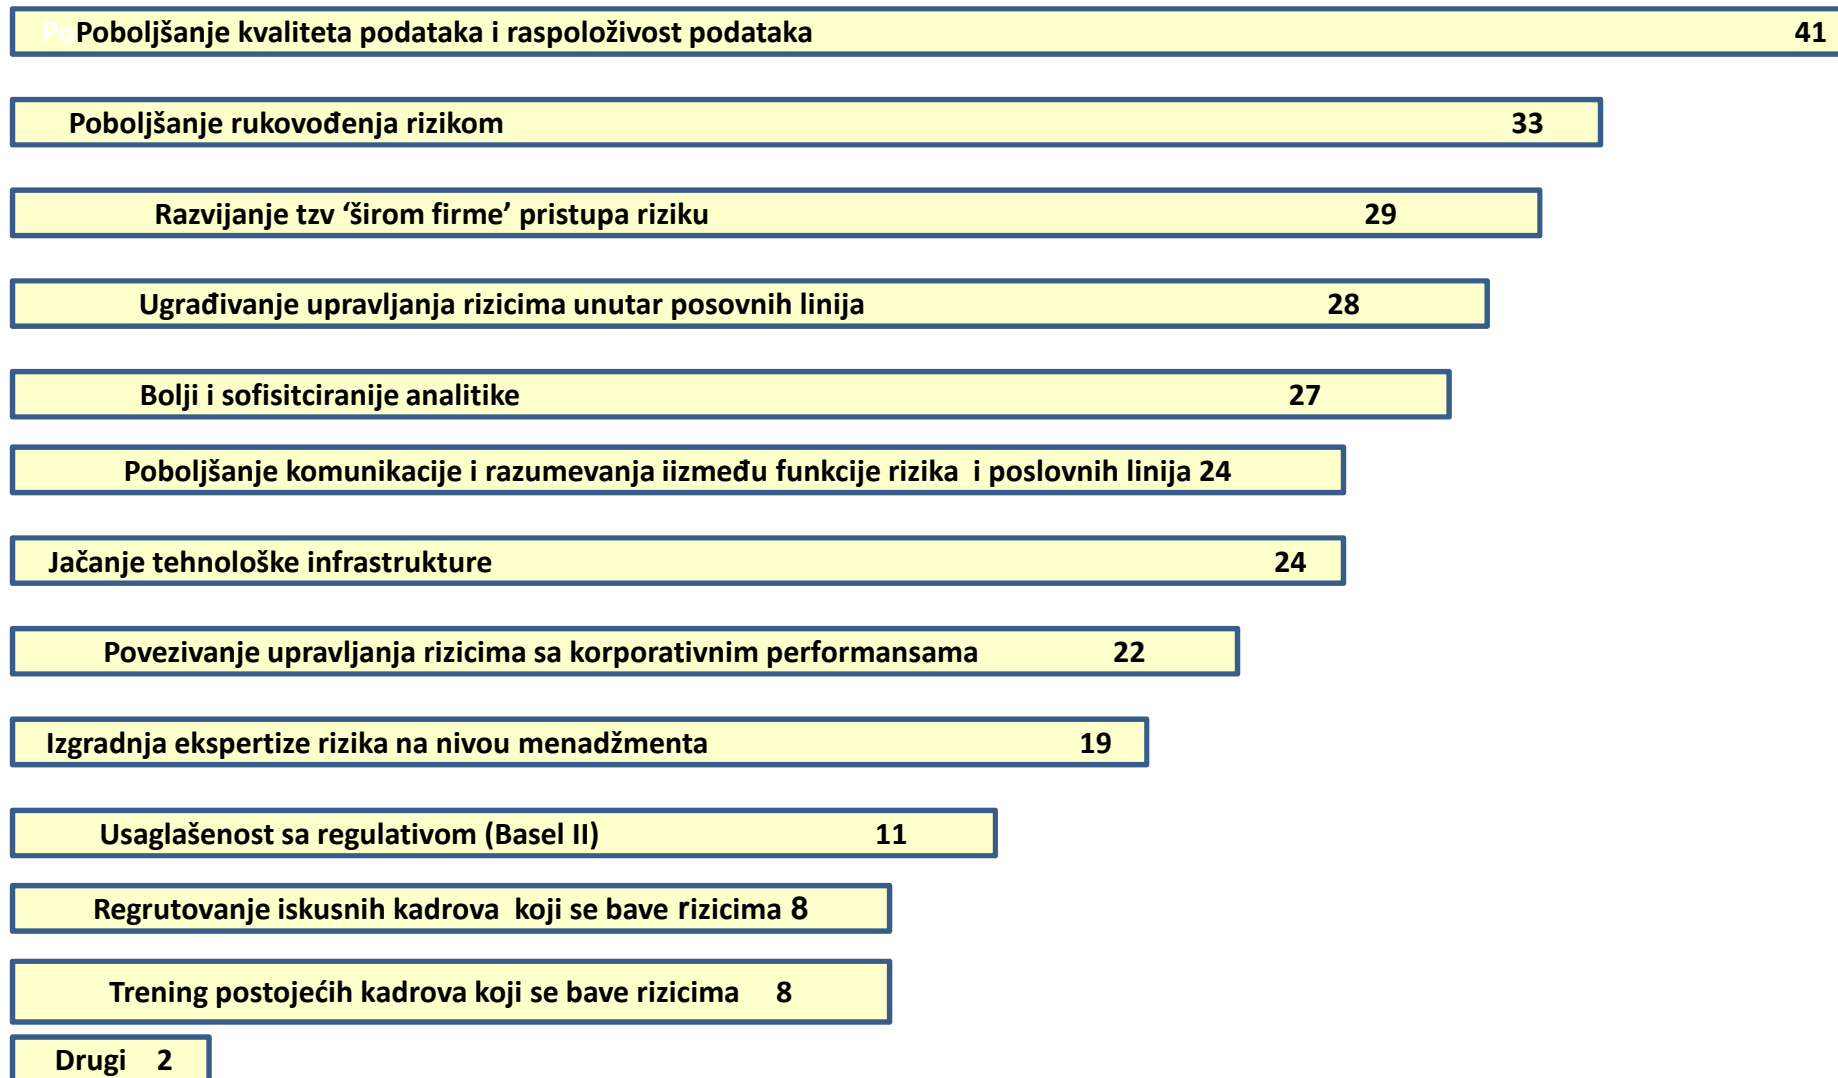 Poboljšanje kvaliteta podataka i raspoloživost podataka 41
Poboljšanje rukovođenja rizikom 33
Razvijanje tzv ‘širom firme’ pristupa riziku 29
Ugrađivanje upravljanja rizicima unutar posovnih linija 28
Bolji i sofisitciranije analitike 27
Poboljšanje komunikacije i razumevanja iizmeđu funkcije rizika i poslovnih linija 24
Jačanje tehnološke infrastrukture 24
Povezivanje upravljanja rizicima sa korporativnim performansama 22
Izgradnja ekspertize rizika na nivou menadžmenta 19
Usaglašenost sa regulativom (Basel II) 11
Regrutovanje iskusnih kadrova koji se bave rizicima 8
Trening postojećih kadrova koji se bave rizicima 8
Drugi 2